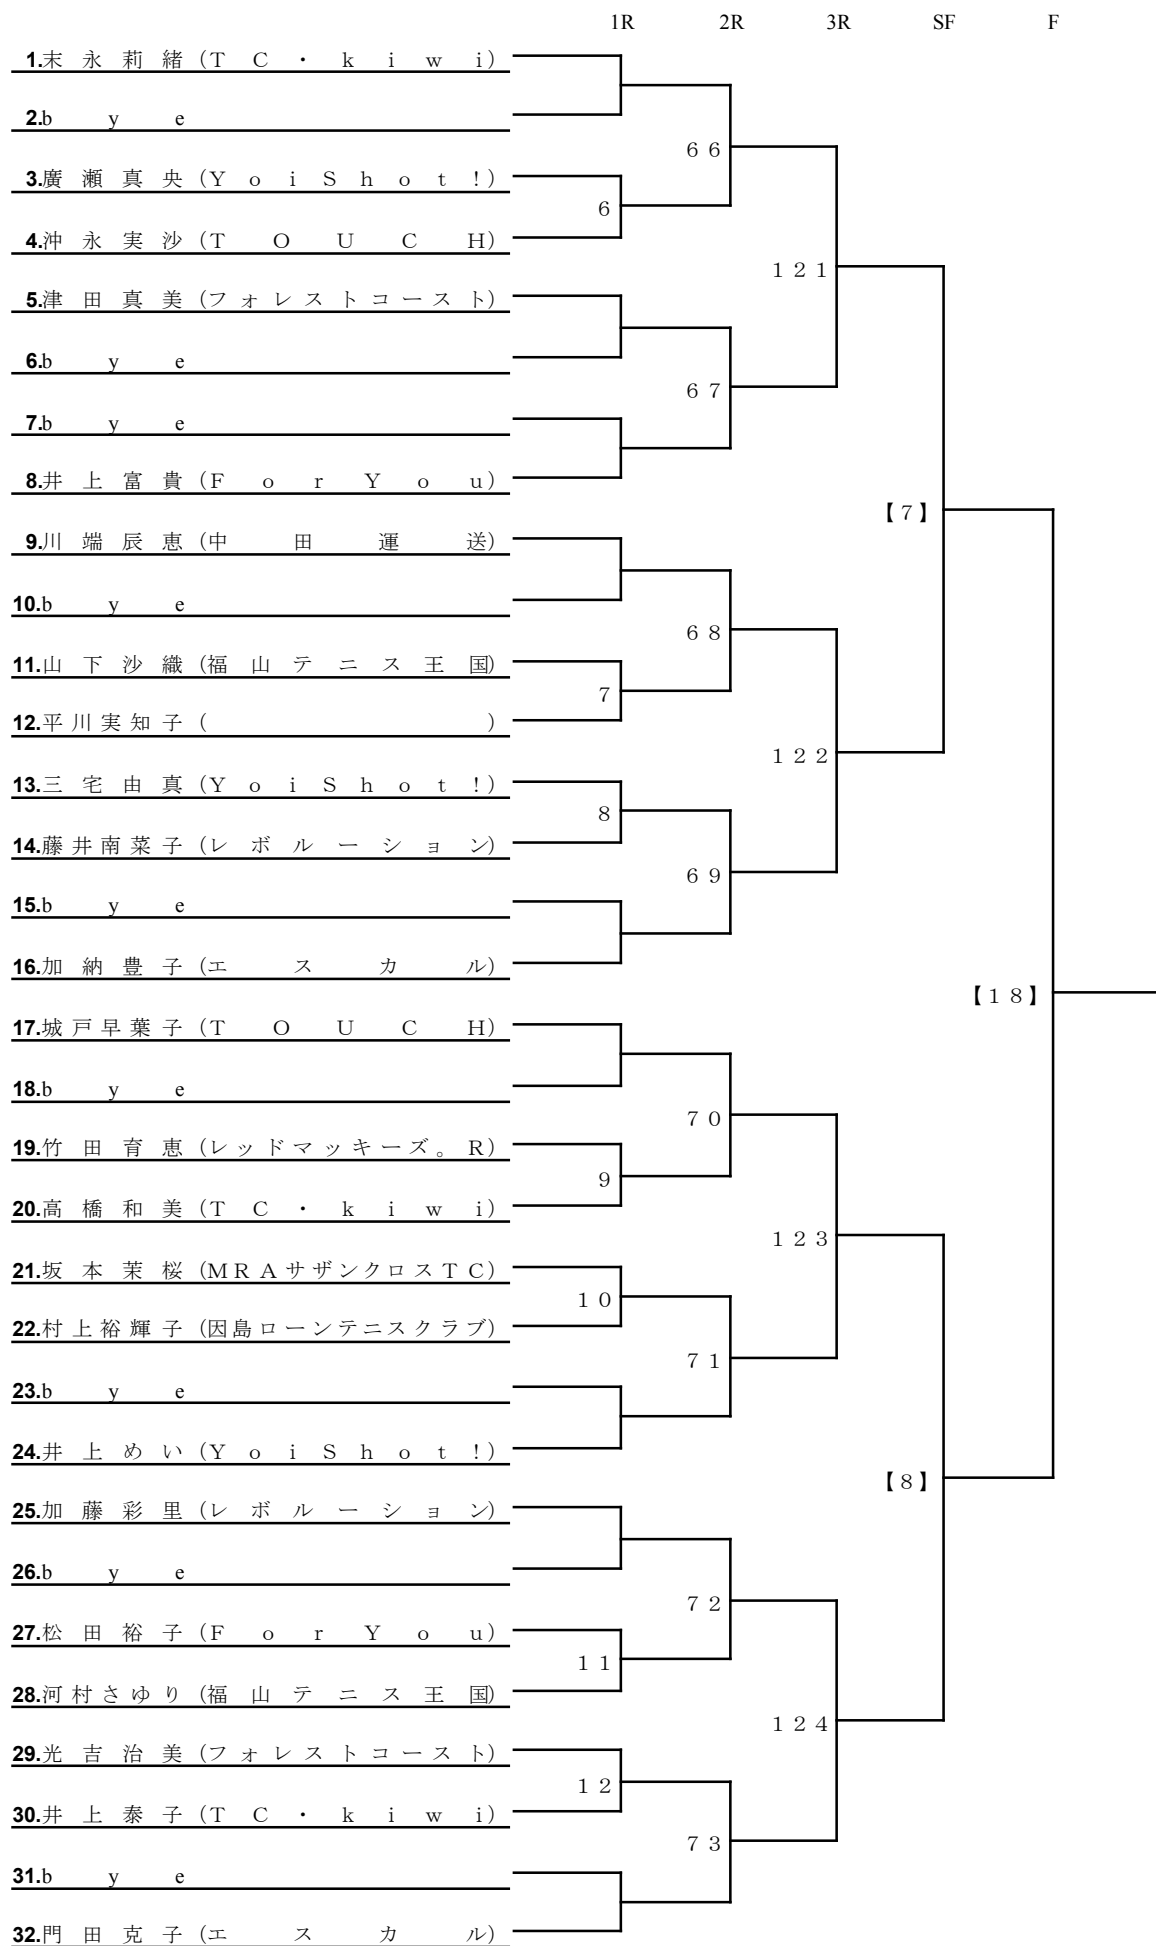 1R 2R 3R SF F
1.末永莉緒(TC・kiwi)
2.bye
66
3.廣瀬真央(YoiShot!)
6
4.沖永実沙(TOUCH)
121
5.津田真美(フォレストコースト)
6.bye
67
7.bye
8.井上富貴(ForYou)
【7】
9.川端辰恵(中田運送)
10.bye
68
11.山下沙織(福山テニス王国)
7
12.平川実知子( )
122
13.三宅由真(YoiShot!)
8
14.藤井南菜子(レボルーション)
69
15.bye
16.加納豊子(エスカル)
【18】
17.城戸早葉子(TOUCH)
18.bye
70
19.竹田育恵(レッドマッキーズ。R)
9
20.高橋和美(TC・kiwi)
123
21.坂本茉桜(MRAサザンクロスTC)
10
22.村上裕輝子(因島ローンテニスクラブ)
71
23.bye
24.井上めい(YoiShot!)
【8】
25.加藤彩里(レボルーション)
26.bye
72
27.松田裕子(ForYou)
11
28.河村さゆり(福山テニス王国)
124
29.光吉治美(フォレストコースト)
12
30.井上泰子(TC・kiwi)
73
31.bye
32.門田克子(エスカル)